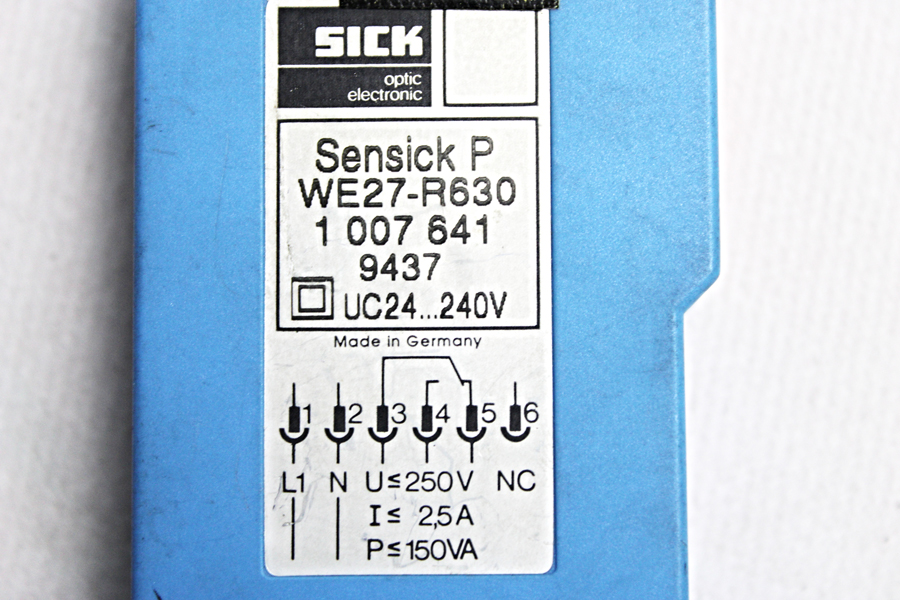 SICK
optic
electronic
Sensick P
WE27-R630
1 007 641
9437
UC24...240V
Made in Germany
1 2 3 4 5 6
L1 N U≤250V NC
I≤ 2,5A
P≤150VA